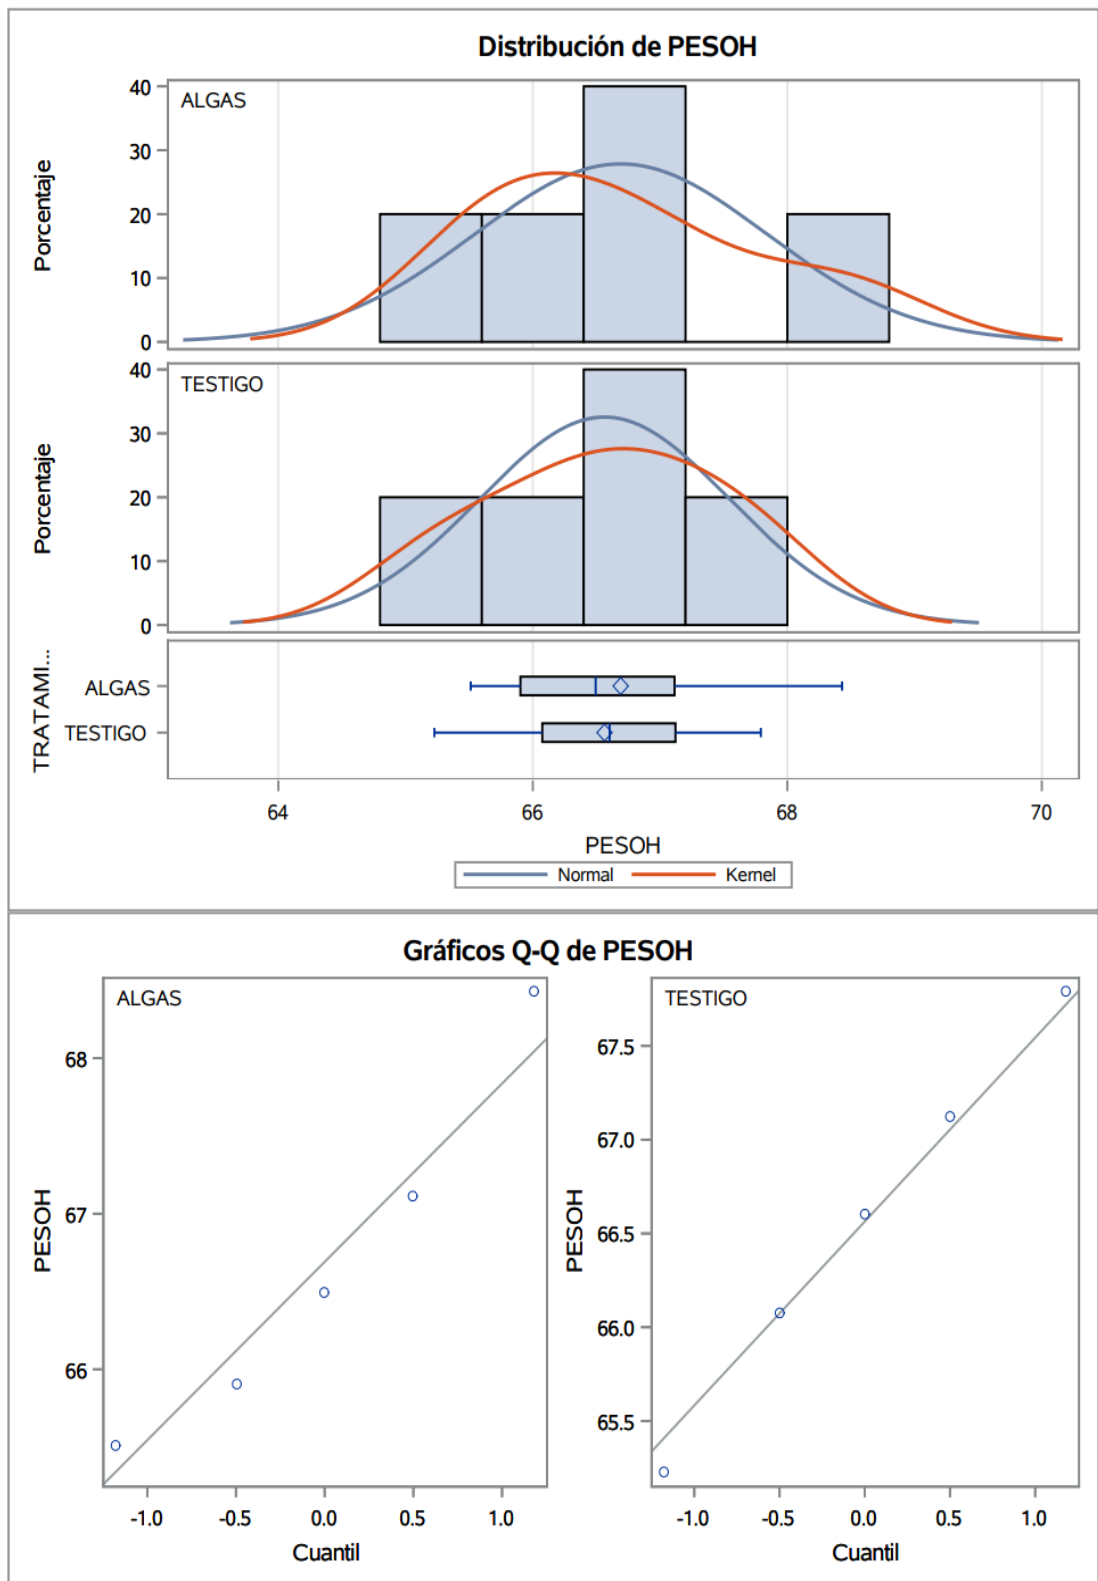 Distribución de PESOH
ALGAS
Porcentaje
40
30
20
10
0
TESTIGO
Porcentaje
40
30
20
10
0
TRATAMI...
ALGAS
TESTIGO
64 66 68 70
PESOH
Normal Kernel
Gráficos Q-Q de PESOH
ALGAS
PESOH
68
67
66
-1.0 -0.5 0.0 0.5 1.0
Cuantil
TESTIGO
PESOH
67.5
67.0
66.5
66.0
65.5
-1.0 -0.5 0.0 0.5 1.0
Cuantil